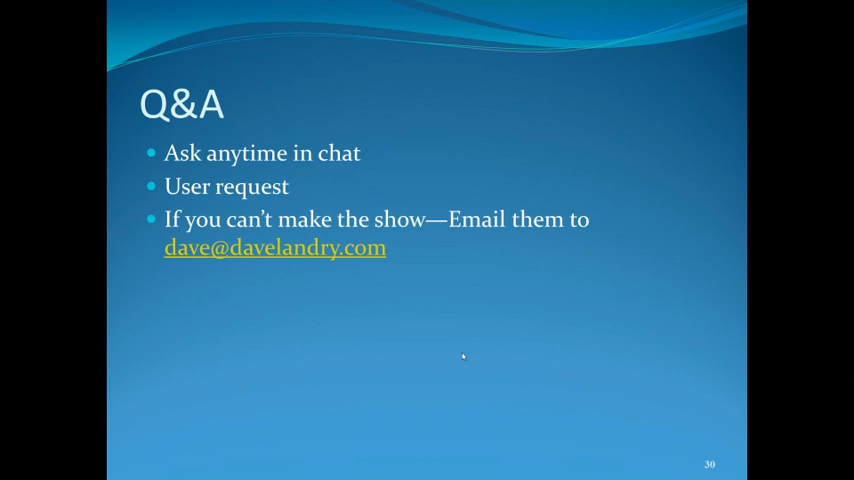 Q&A
Ask anytime in chat
User request
If you can’t make the show—Email them to
dave@davelandry.com
30